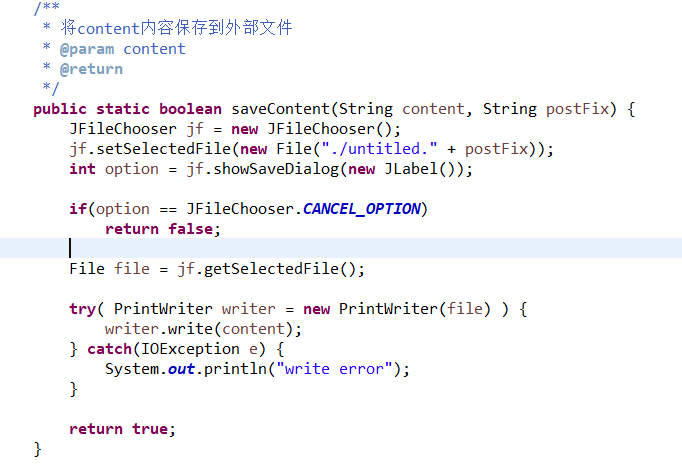 /**
 * 将content内容保存到外部文件
 * @param content
 * @return
 */
public static boolean saveContent(String content, String postFix) {
    JFileChooser jf = new JFileChooser();
    jf.setSelectedFile(new File("./untitled." + postFix));
    int option = jf.showSaveDialog(new JLabel());

    if(option == JFileChooser.CANCEL_OPTION)
        return false;

    File file = jf.getSelectedFile();

    try( PrintWriter writer = new PrintWriter(file) ) {
        writer.write(content);
    } catch(IOException e) {
        System.out.println("write error");
    }

    return true;
}